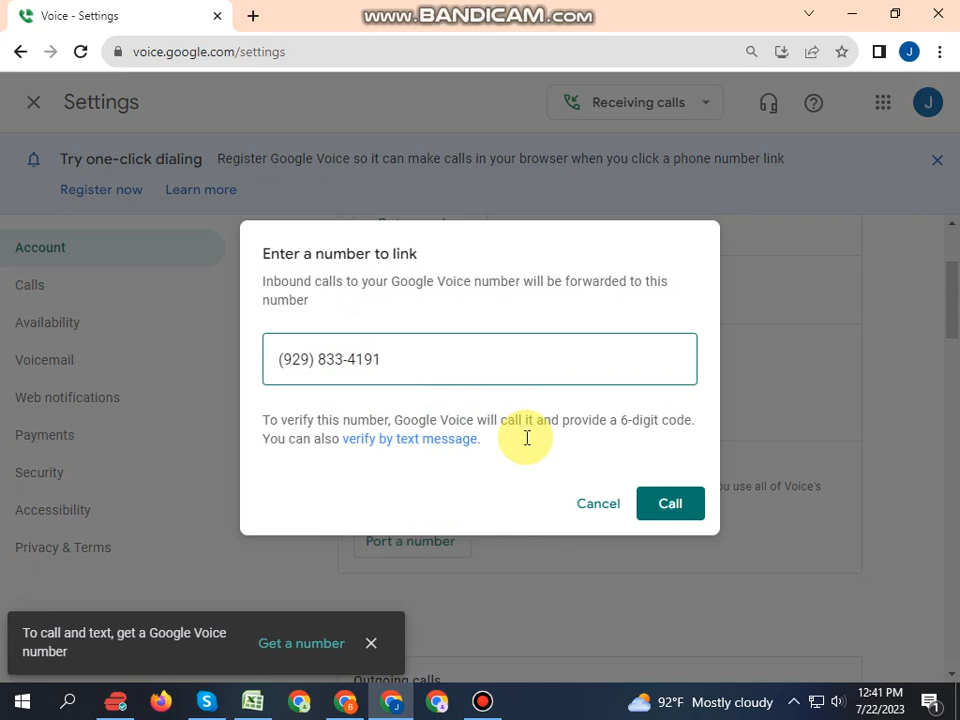 Voice - Settings
www.BANDICAM.com
voice.google.com/settings
J
Settings
Receiving calls
J
Try one-click dialing
Register Google Voice so it can make calls in your browser when you click a phone number link
Register now
Learn more
Account
Calls
Availability
Voicemail
Web notifications
Payments
Security
Accessibility
Privacy & Terms
Enter a number to link
Inbound calls to your Google Voice number will be forwarded to this
number
(929) 833-4191
To verify this number, Google Voice will call it and provide a 6-digit code.
You can also verify by text message.
Cancel
Call
you use all of Voice's
Port a number
To call and text, get a Google Voice
number
Get a number
Outgoing calls
S
B
J
92°F Mostly cloudy
12:41 PM
7/22/2023
1